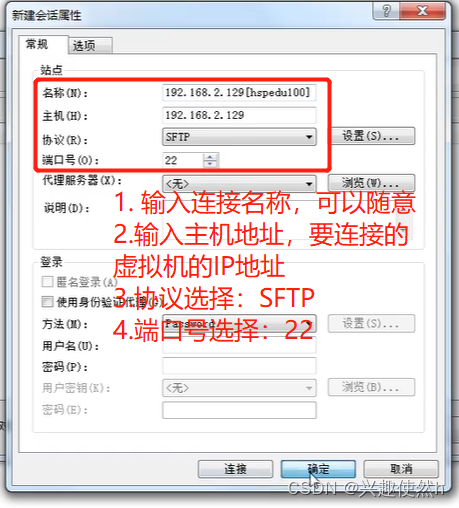 新建会话属性
常规 选项
站点
名称(N): 192.168.2.129[hspedu100]
主机(H): 192.168.2.129
协议(R): SFTP 设置(S)...
端口号(O): 22
代理服务器(X): <无> 浏览(W)...
说明(D):
1. 输入连接名称，可以随意
2.输入主机地址，要连接的
虚拟机的IP地址
3.协议选择：SFTP
4.端口号选择：22
登录
匿名登录(A)
使用身份验证代理(G)
方法(M): Password 设置(S)...
用户名(U):
密码(P):
用户密钥(K): <无> 浏览(B)...
密码(E):
连接 确定 取消
CSDN @兴趣使然h